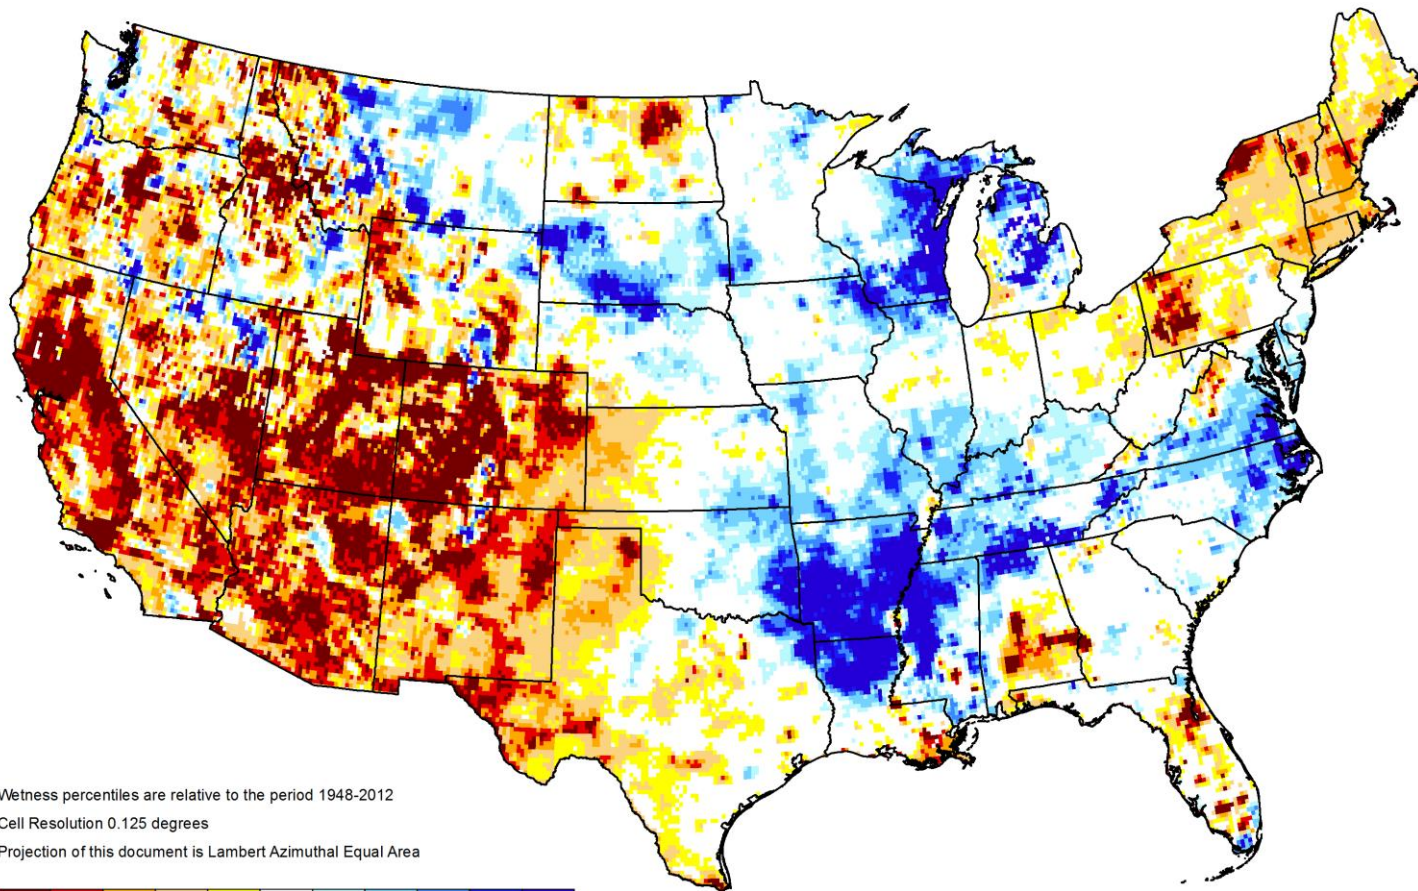 Wetness percentiles are relative to the period 1948-2012
Cell Resolution 0.125 degrees
Projection of this document is Lambert Azimuthal Equal Area